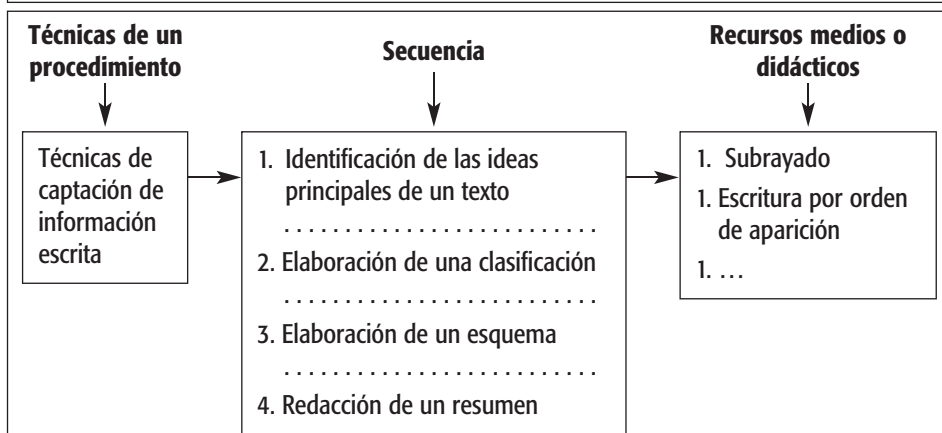 Técnicas de un
procedimiento
Secuencia
Recursos medios o
didácticos
Técnicas de
captación de
información
escrita
1. Identificación de las ideas
principales de un texto
. . . . . . . . . . . . . . . . . . . . . . . . . .
2. Elaboración de una clasificación
. . . . . . . . . . . . . . . . . . . . . . . . . .
3. Elaboración de un esquema
. . . . . . . . . . . . . . . . . . . . . . . . . .
4. Redacción de un resumen
1. Subrayado
1. Escritura por orden
de aparición
1. ...